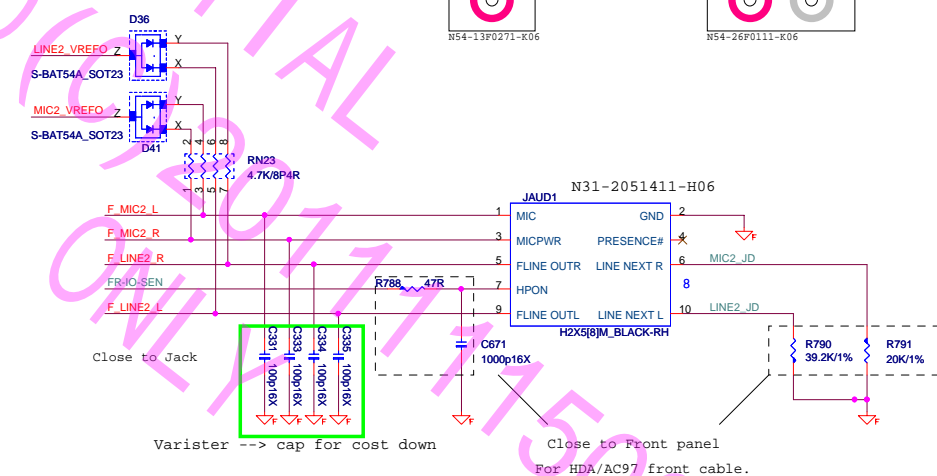 N54-13F0271-K06
N54-26F0111-K06
D36
LINE2_VREFO
Z
Y
X
S-BAT54A_SOT23
MIC2_VREFO
Z
Y
X
S-BAT54A_SOT23
D41
2
4
6
8
RN23
4.7K/8P4R
1
3
5
7
N31-2051411-H06
JAUD1
F_MIC2_L
1
MIC
GND
2
F
F_MIC2_R
3
MICPWR
PRESENCE#
4
F_LINE2_R
5
FLINE OUTR
LINE NEXT R
6
MIC2_JD
FR-IO-SEN
R788
47R
7
HPON
8
F_LINE2_L
9
FLINE OUTL
LINE NEXT L
10
LINE2_JD
H2X5[8]M_BLACK-RH
Close to Jack
C331
100p16X
C333
100p16X
C334
100p16X
C335
100p16X
C671
1000p16X
R790
39.2K/1%
R791
20K/1%
F
F
F
F
F
F
Varister --> cap for cost down
Close to Front panel
For HDA/AC97 front cable.
ONLY